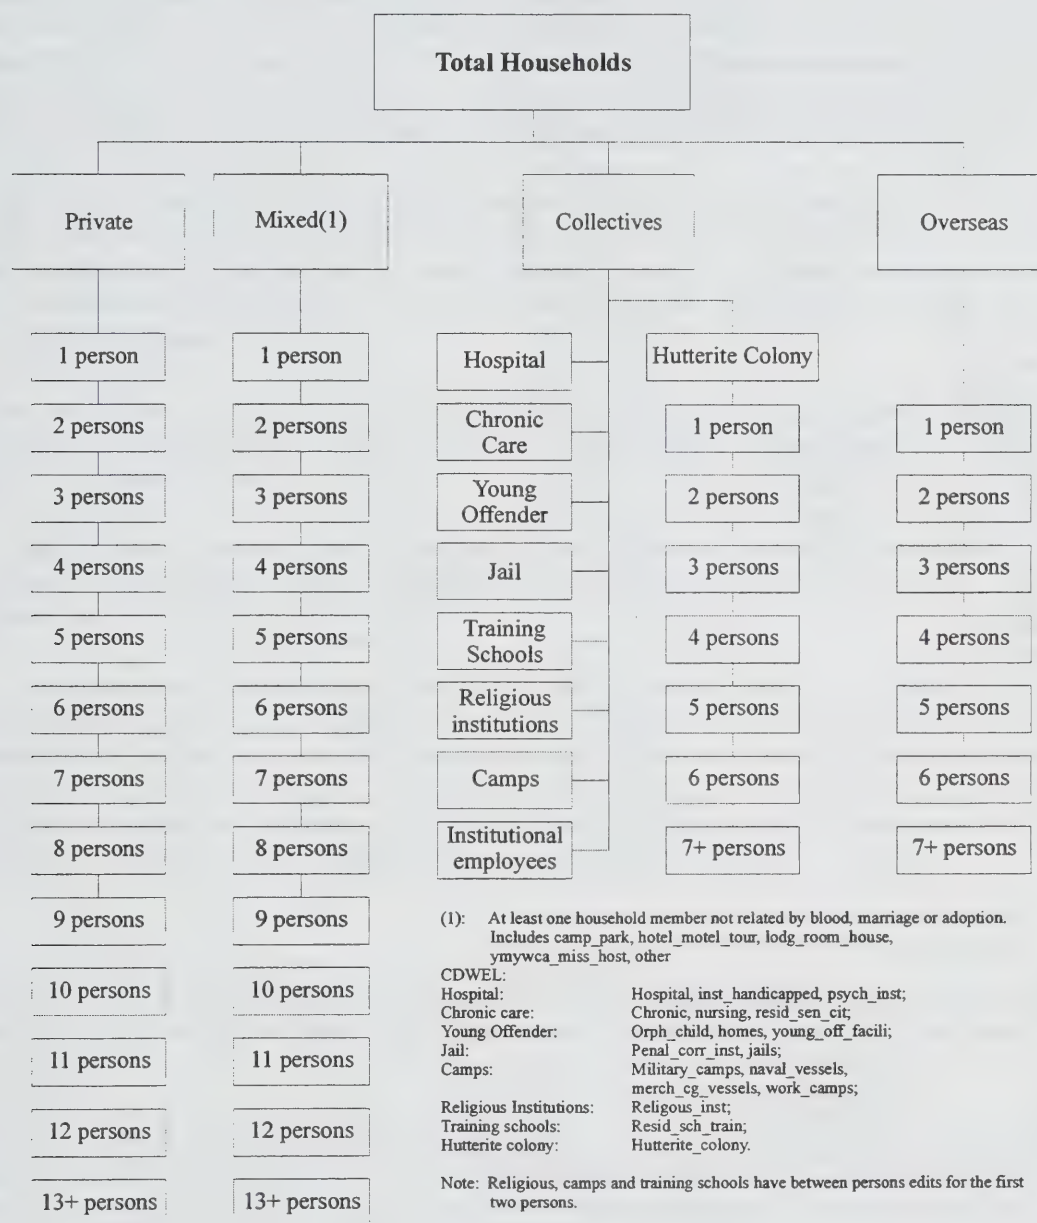 Total Households
Private
Mixed(1)
Collectives
Overseas
1 person
2 persons
3 persons
4 persons
5 persons
6 persons
7 persons
8 persons
9 persons
10 persons
11 persons
12 persons
13+ persons
1 person
2 persons
3 persons
4 persons
5 persons
6 persons
7 persons
8 persons
9 persons
10 persons
11 persons
12 persons
13+ persons
Hospital
Chronic
Care
Young
Offender
Jail
Training
Schools
Religious
institutions
Camps
Institutional
employees
Hutterite Colony
1 person
2 persons
3 persons
4 persons
5 persons
6 persons
7+ persons
1 person
2 persons
3 persons
4 persons
5 persons
6 persons
7+ persons
(1): At least one household member not related by blood, marriage or adoption.
Includes camp_park, hotel_motel_tour, lodg_room_house,
ymywca_miss_host, other
CDWEL:
Hospital: Hospital, inst_handicapped, psych_inst;
Chronic care: Chronic, nursing, resid_sen_cit;
Young Offender: Orph_child, homes, young_off_facili;
Jail: Penal_corr_inst, jails;
Camps: Military_camps, naval_vessels,
merch_cg_vessels, work_camps;
Religious Institutions: Religous_inst;
Training schools: Resid_sch_train;
Hutterite colony: Hutterite_colony.
Note: Religious, camps and training schools have between persons edits for the first
two persons.